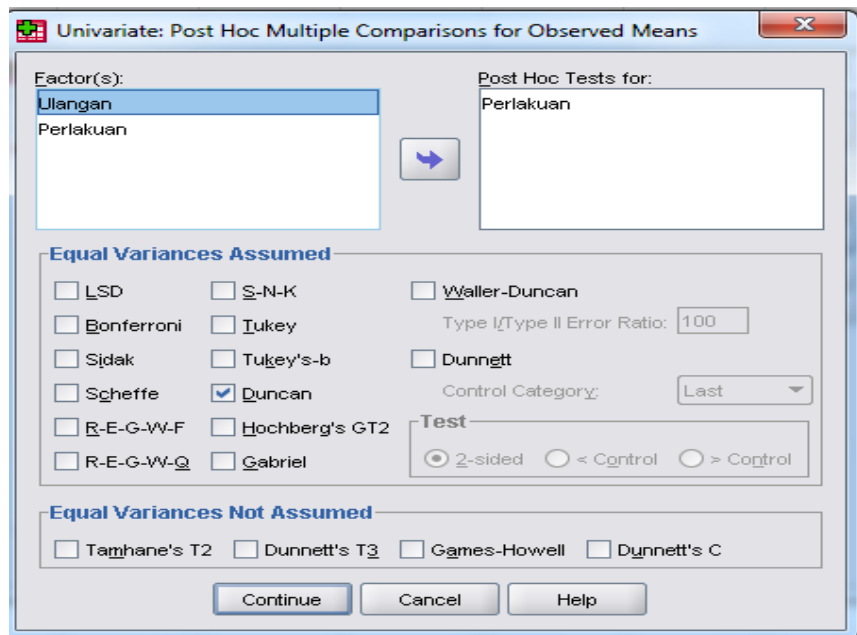 Univariate: Post Hoc Multiple Comparisons for Observed Means
Factor(s):
Ulangan
Perlakuan
Post Hoc Tests for:
Perlakuan
Equal Variances Assumed
LSD
S-N-K
Waller-Duncan
Type I/Type II Error Ratio: 100
Bonferroni
Tukey
Sidak
Tukey's-b
Dunnett
Control Category: Last
Scheffe
Duncan
R-E-G-W-F
Hochberg's GT2
Test
2-sided
< Control
> Control
R-E-G-W-Q
Gabriel
Equal Variances Not Assumed
Tamhane's T2
Dunnett's T3
Games-Howell
Dunnett's C
Continue
Cancel
Help